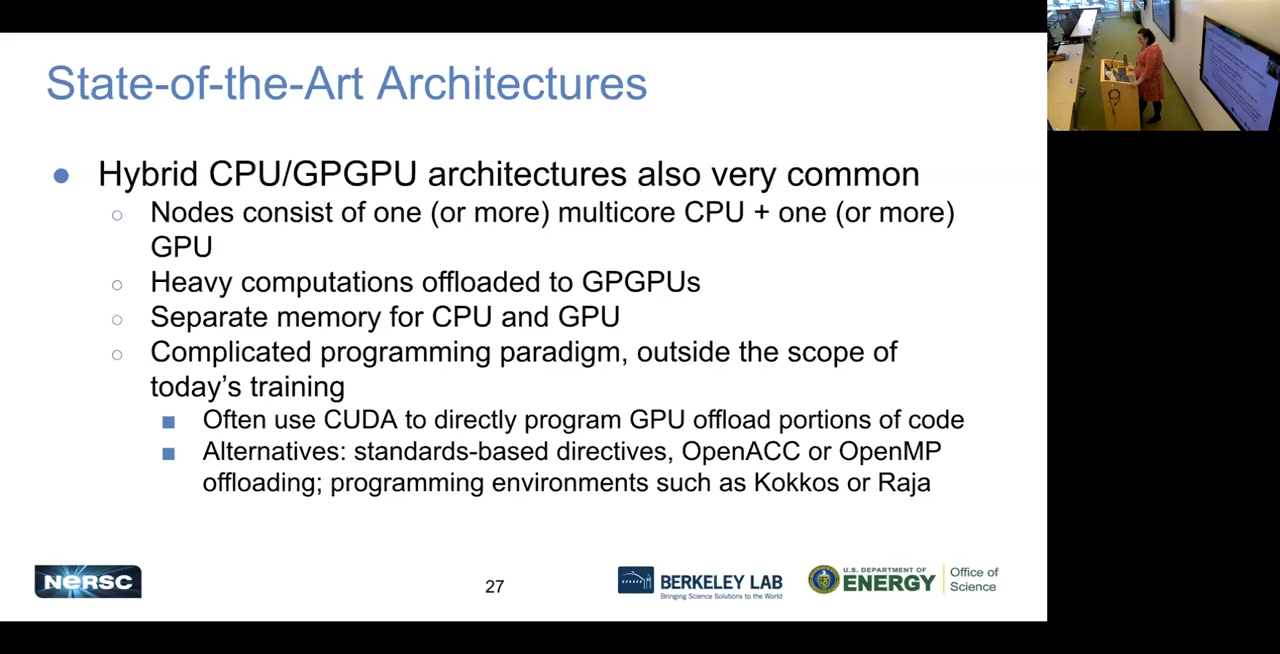 State-of-the-Art Architectures
● Hybrid CPU/GPGPU architectures also very common
○ Nodes consist of one (or more) multicore CPU + one (or more)
GPU
○ Heavy computations offloaded to GPGPUs
○ Separate memory for CPU and GPU
○ Complicated programming paradigm, outside the scope of
today's training
■ Often use CUDA to directly program GPU offload portions of code
■ Alternatives: standards-based directives, OpenACC or OpenMP
offloading; programming environments such as Kokkos or Raja
NERSC
27
BERKELEY LAB
Bringing Science Solutions to the World
U.S. DEPARTMENT OF
ENERGY
Office of
Science